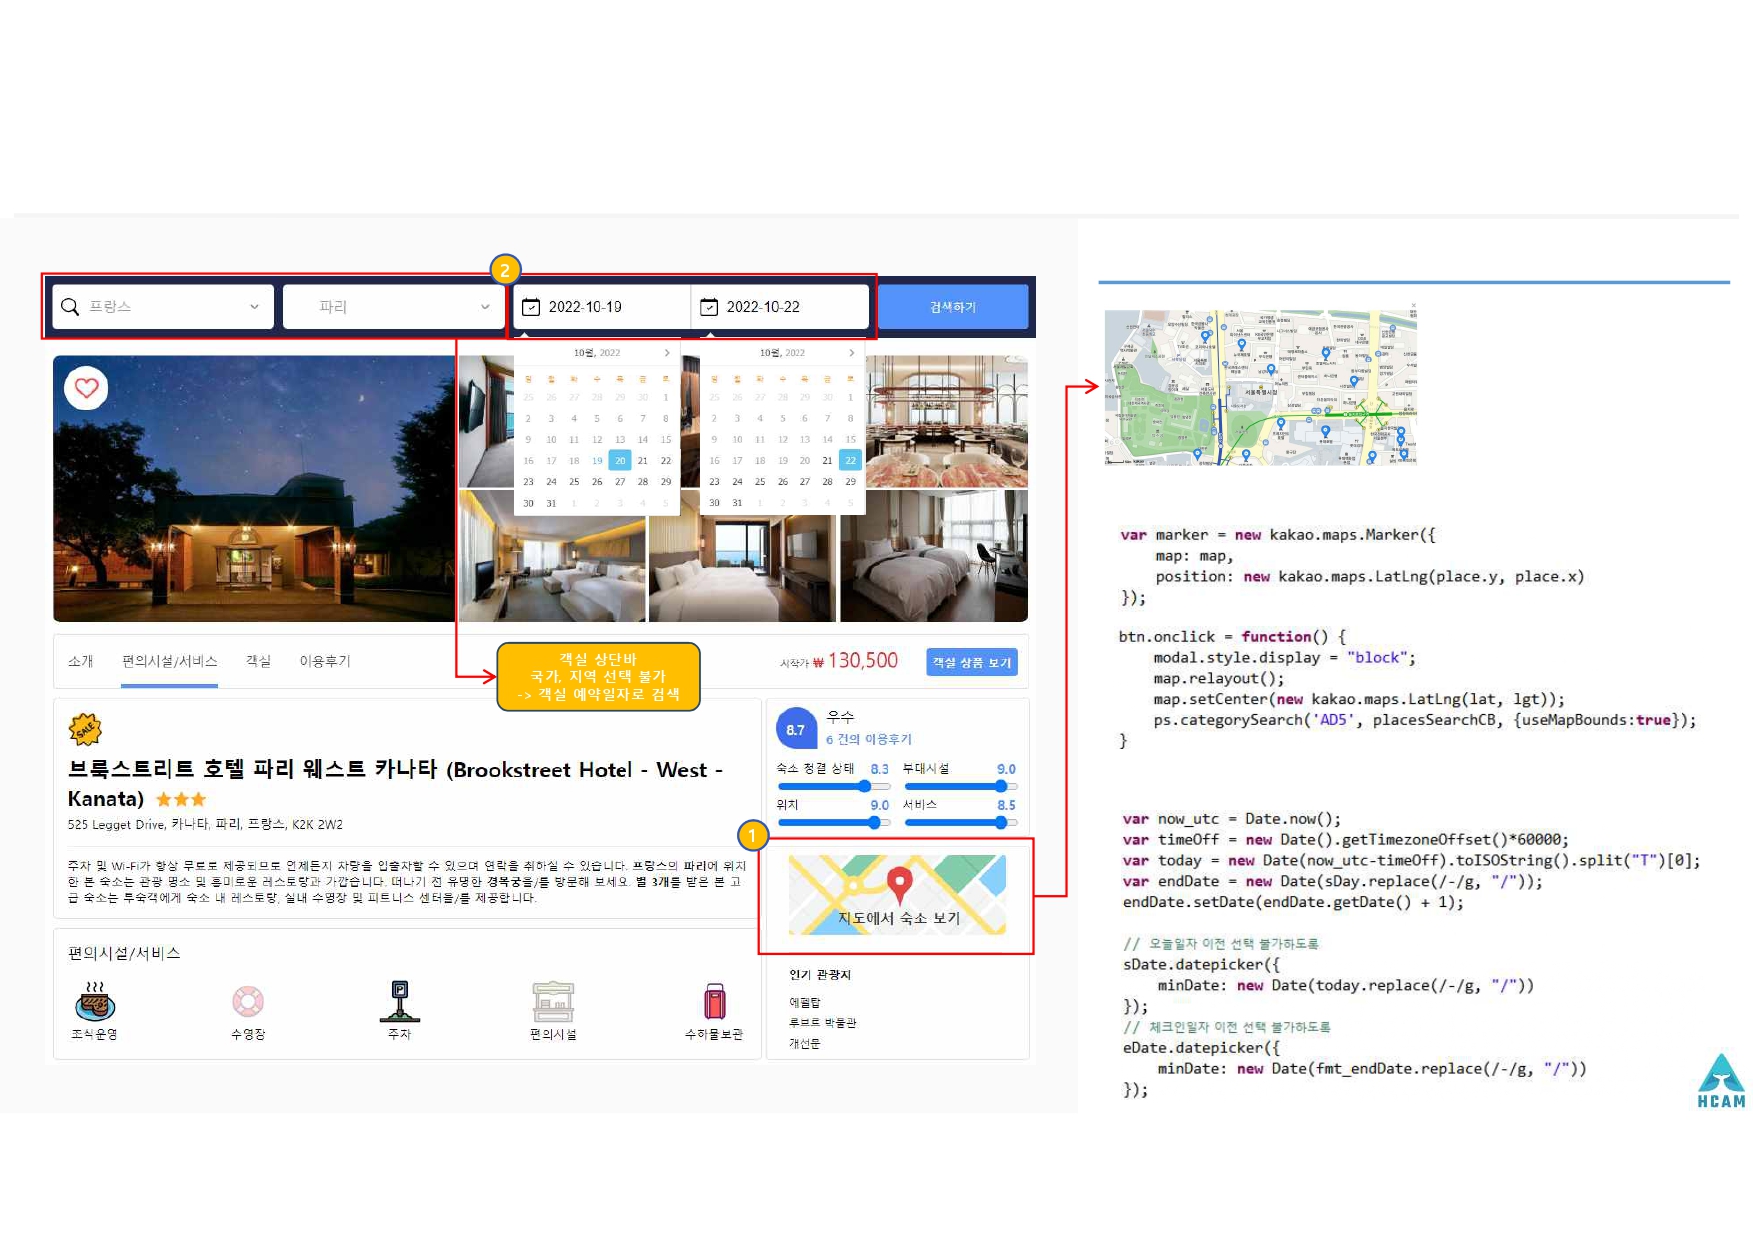 2
프랑스
파리
2022-10-19
2022-10-22
검색하기
10월, 2022
일 월 화 수 목 금 토
25 26 27 28 29 30 1
2 3 4 5 6 7 8
9 10 11 12 13 14 15
16 17 18 19 20 21 22
23 24 25 26 27 28 29
30 31 1 2 3 4 5
10월, 2022
일 월 화 수 목 금 토
25 26 27 28 29 30 1
2 3 4 5 6 7 8
9 10 11 12 13 14 15
16 17 18 19 20 21 22
23 24 25 26 27 28 29
30 31 1 2 3 4 5
소개
편의시설/서비스
객실
이용후기
객실 상단바
국가, 지역 선택 불가
-> 객실 예약일자로 검색
시작가 ₩ 130,500
객실 상품 보기
SALE
브룩스트리트 호텔 파리 웨스트 카나타 (Brookstreet Hotel - West -
Kanata)
525 Legget Drive, 카나타, 파리, 프랑스, K2K 2W2
주차 및 Wi-Fi가 항상 무료로 제공되므로 언제든지 차량을 입출차할 수 있으며 연락을 취하실 수 있습니다. 프랑스의 파리에 위치
한 본 숙소는 관광 명소 및 흥미로운 레스토랑과 가깝습니다. 떠나기 전 유명한 경복궁을/를 방문해 보세요. 별 3개를 받은 본 고
급 숙소는 투숙객에게 숙소 내 레스토랑, 실내 수영장 및 피트니스 센터을/를 제공합니다.
8.7
우수
6 건의 이용후기
숙소 청결 상태 8.3
부대시설 9.0
위치 9.0
서비스 8.5
1
지도에서 숙소 보기
인기 관광지
에펠탑
루브르 박물관
개선문
편의시설/서비스
P
조식운영
수영장
주차
편의시설
수하물보관
서울특별시청
var marker = new kakao.maps.Marker({
map: map,
position: new kakao.maps.LatLng(place.y, place.x)
});
btn.onclick = function() {
modal.style.display = "block";
map.relayout();
map.setCenter(new kakao.maps.LatLng(lat, lgt));
ps.categorySearch('AD5', placesSearchCB, {useMapBounds:true});
}
var now_utc = Date.now();
var timeOff = new Date().getTimezoneOffset()*60000;
var today = new Date(now_utc-timeOff).toISOString().split("T")[0];
var endDate = new Date(sDay.replace(/-/g, "/"));
endDate.setDate(endDate.getDate() + 1);
// 오늘일자 이전 선택 불가하도록
sDate.datepicker({
minDate: new Date(today.replace(/-/g, "/"))
});
// 체크인일자 이전 선택 불가하도록
eDate.datepicker({
minDate: new Date(fmt_endDate.replace(/-/g, "/"))
});
HCAM